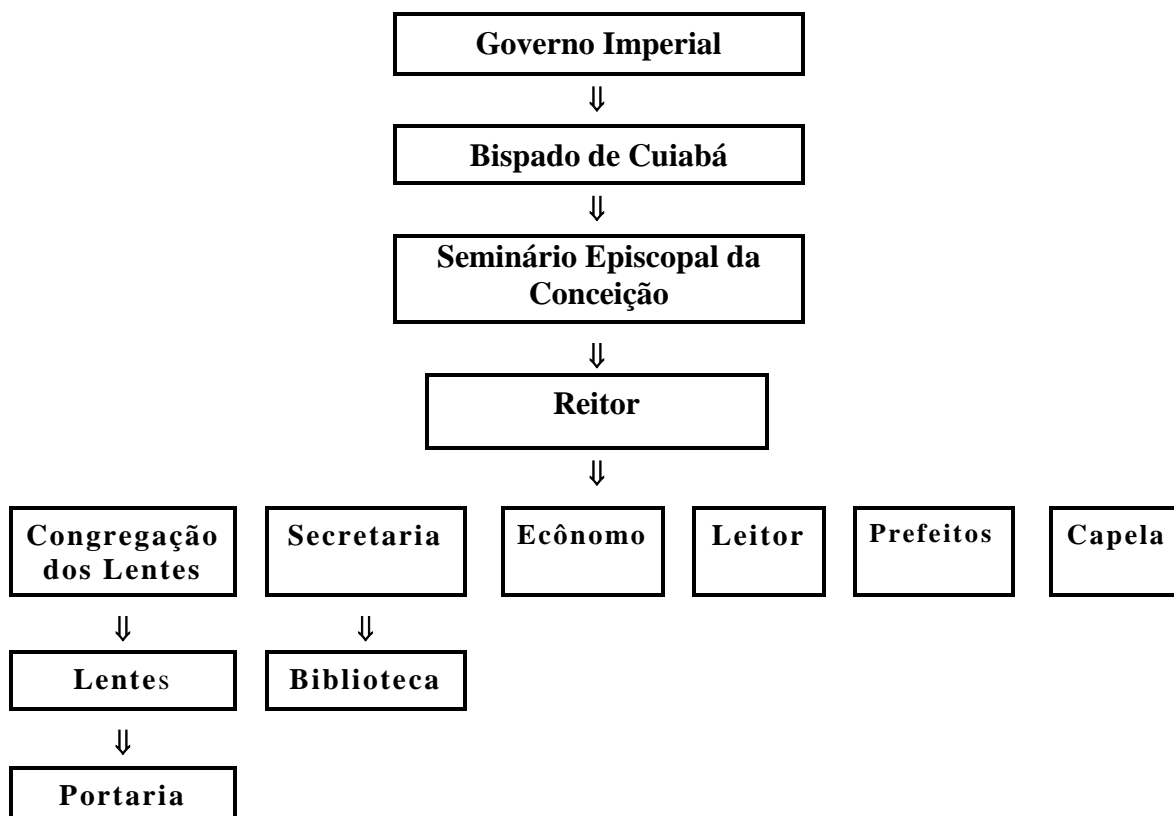 Governo Imperial
⇓
Bispado de Cuiabá
⇓
Seminário Episcopal da
Conceição
⇓
Reitor
⇓
Congregação
dos Lentes
Secretaria
Ecônomo
Leitor
Prefeitos
Capela
⇓ ⇓
Lentes
Biblioteca
⇓
Portaria